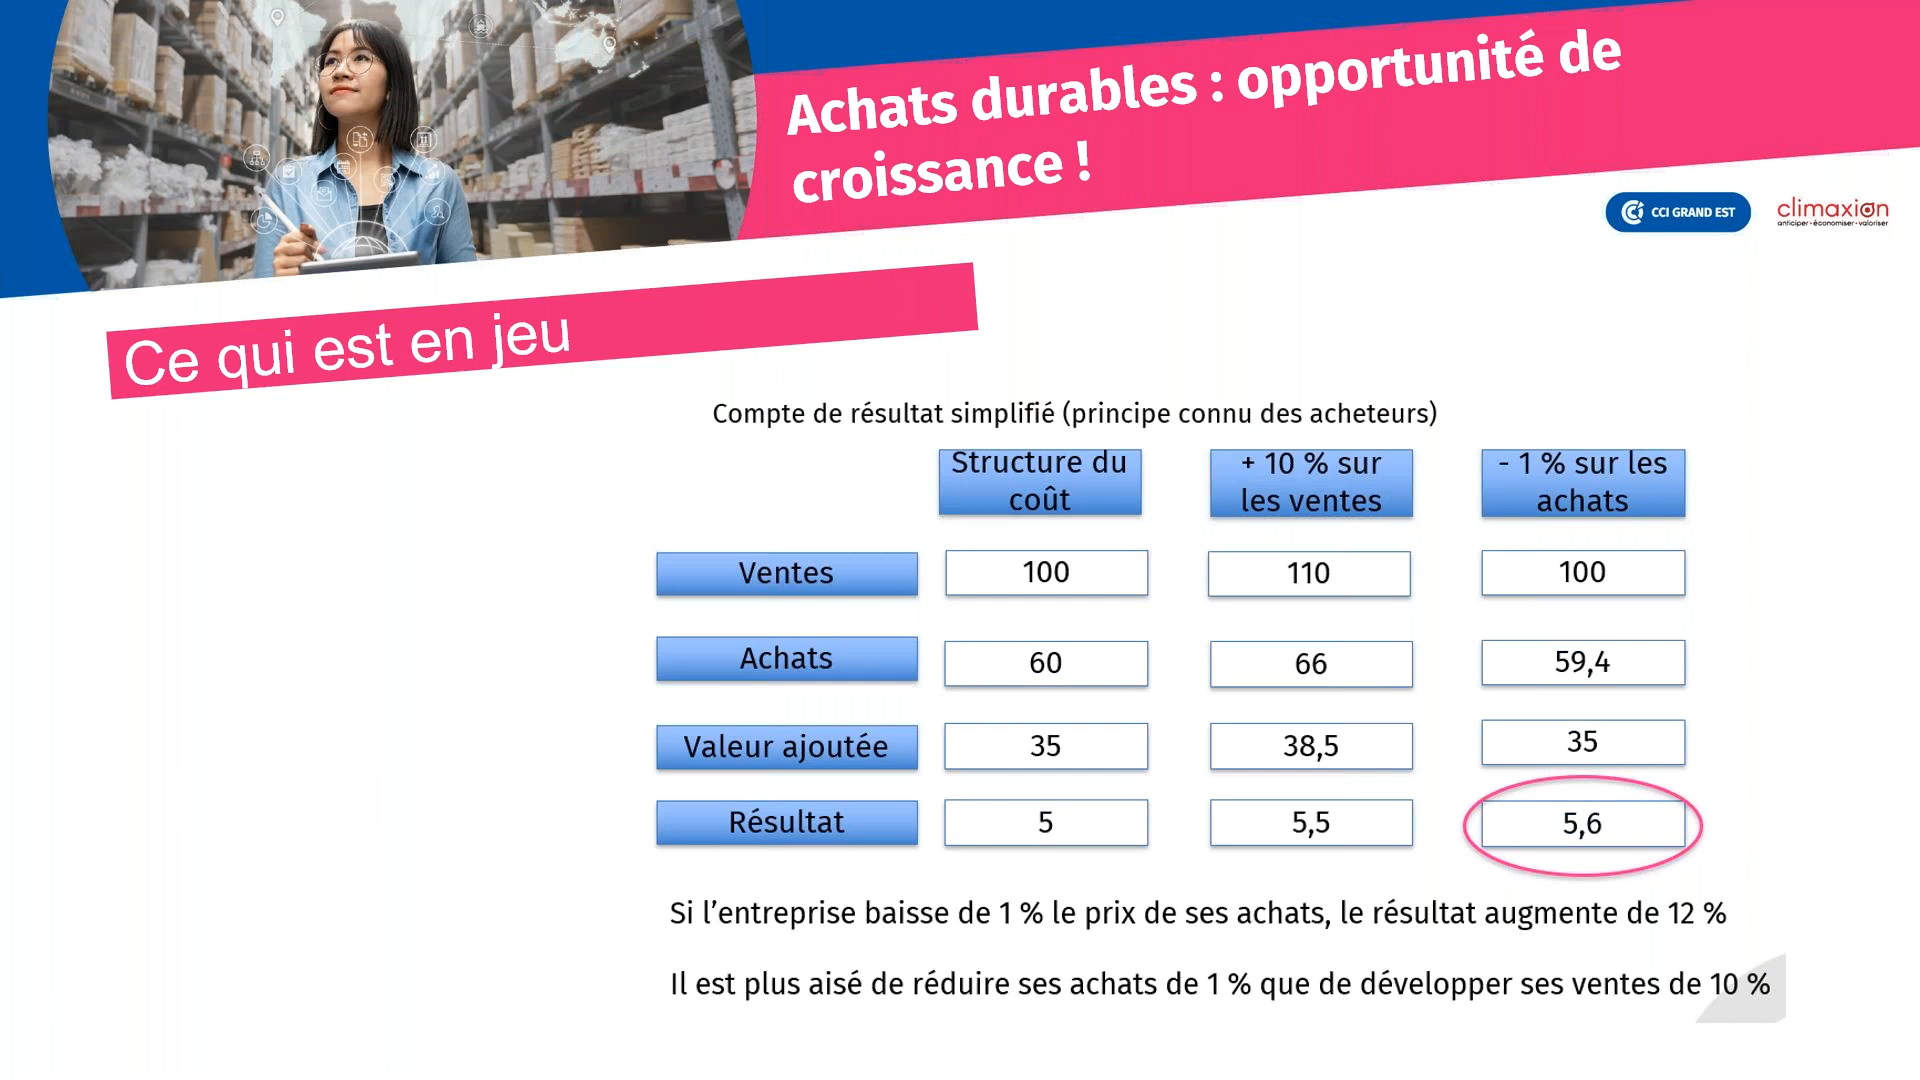 Achats durables : opportunité de
croissance !
CCI GRAND EST
climaxion
anticiper • économiser • valoriser
Ce qui est en jeu
Compte de résultat simplifié (principe connu des acheteurs)
Structure du
coût
+ 10 % sur
les ventes
- 1 % sur les
achats
Ventes
100
110
100
Achats
60
66
59,4
Valeur ajoutée
35
38,5
35
Résultat
5
5,5
5,6
Si l’entreprise baisse de 1 % le prix de ses achats, le résultat augmente de 12 %
Il est plus aisé de réduire ses achats de 1 % que de développer ses ventes de 10 %